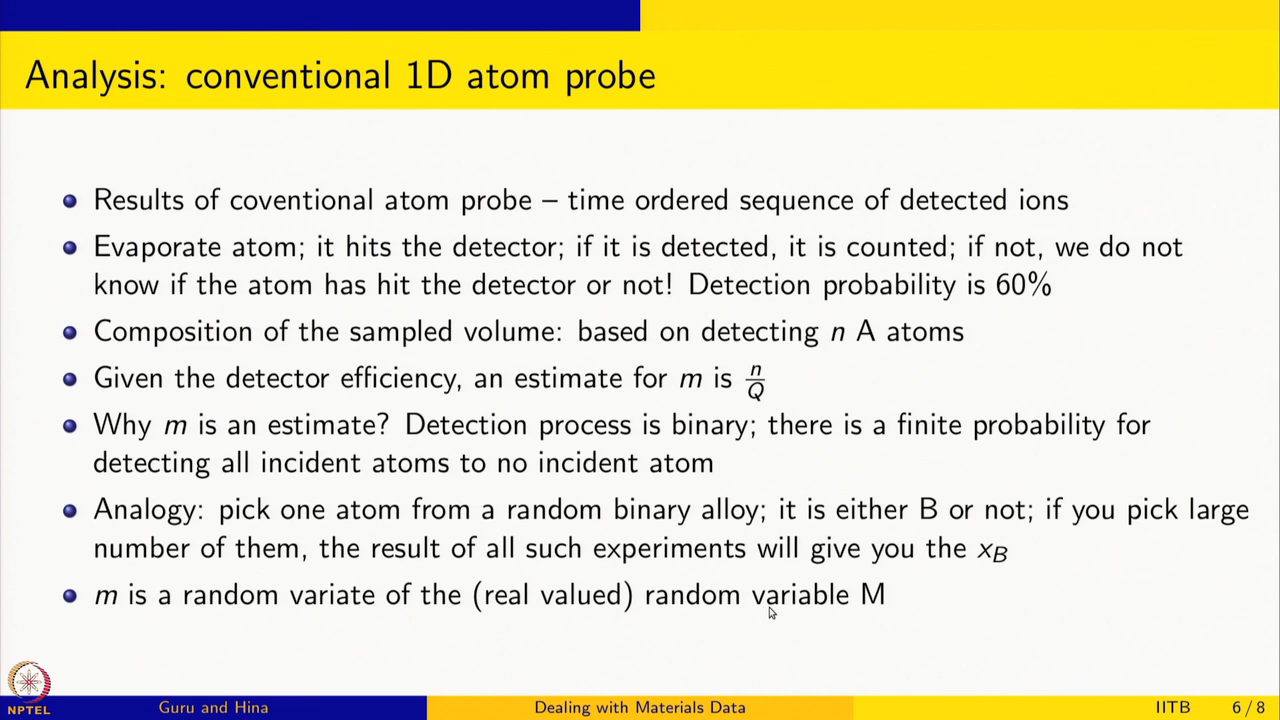 Analysis: conventional 1D atom probe
Results of coventional atom probe – time ordered sequence of detected ions
Evaporate atom; it hits the detector; if it is detected, it is counted; if not, we do not
know if the atom has hit the detector or not! Detection probability is 60%
Composition of the sampled volume: based on detecting n A atoms
Given the detector efficiency, an estimate for m is n/Q
Why m is an estimate? Detection process is binary; there is a finite probability for
detecting all incident atoms to no incident atom
Analogy: pick one atom from a random binary alloy; it is either B or not; if you pick large
number of them, the result of all such experiments will give you the x_B
m is a random variate of the (real valued) random variable M
NPTEL
Guru and Hina
Dealing with Materials Data
IITB
6 / 8